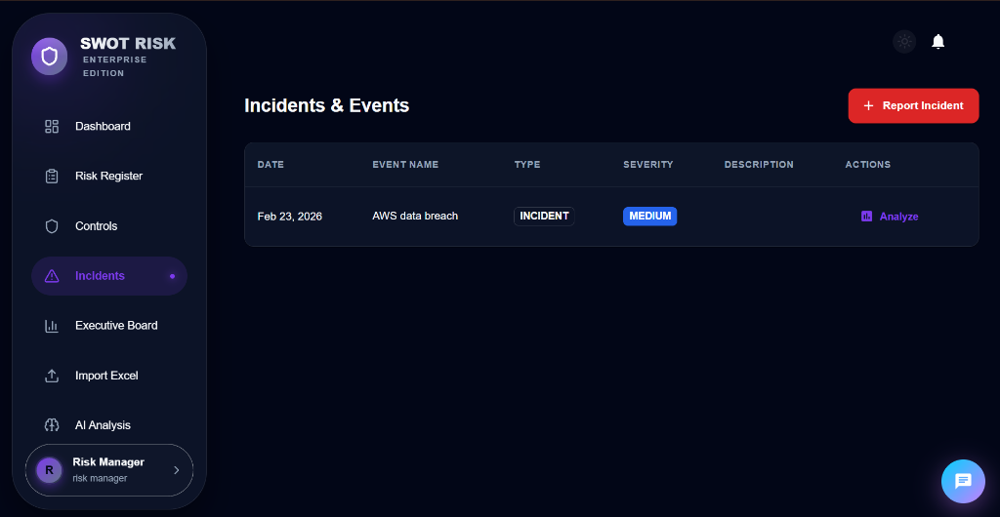 SWOT RISK
ENTERPRISE
EDITION
Dashboard
Risk Register
Controls
Incidents
Executive Board
Import Excel
AI Analysis
R
Risk Manager
risk manager
Incidents & Events
+ Report Incident
DATE EVENT NAME TYPE SEVERITY DESCRIPTION ACTIONS
Feb 23, 2026 AWS data breach INCIDENT MEDIUM Analyze